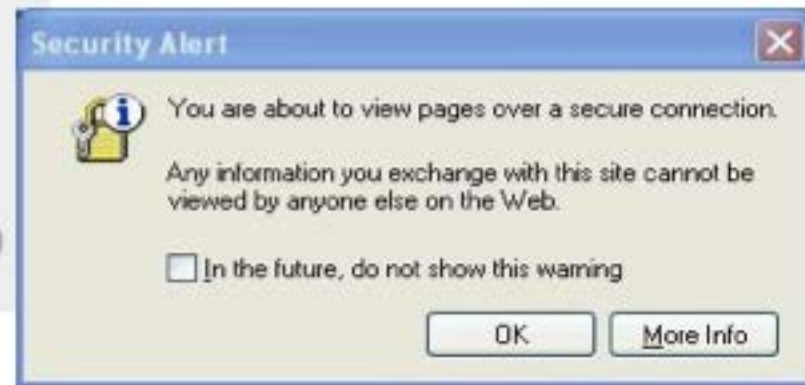 Security Alert
You are about to view pages over a secure connection.
Any information you exchange with this site cannot be
viewed by anyone else on the Web.
In the future, do not show this warning
OK More Info